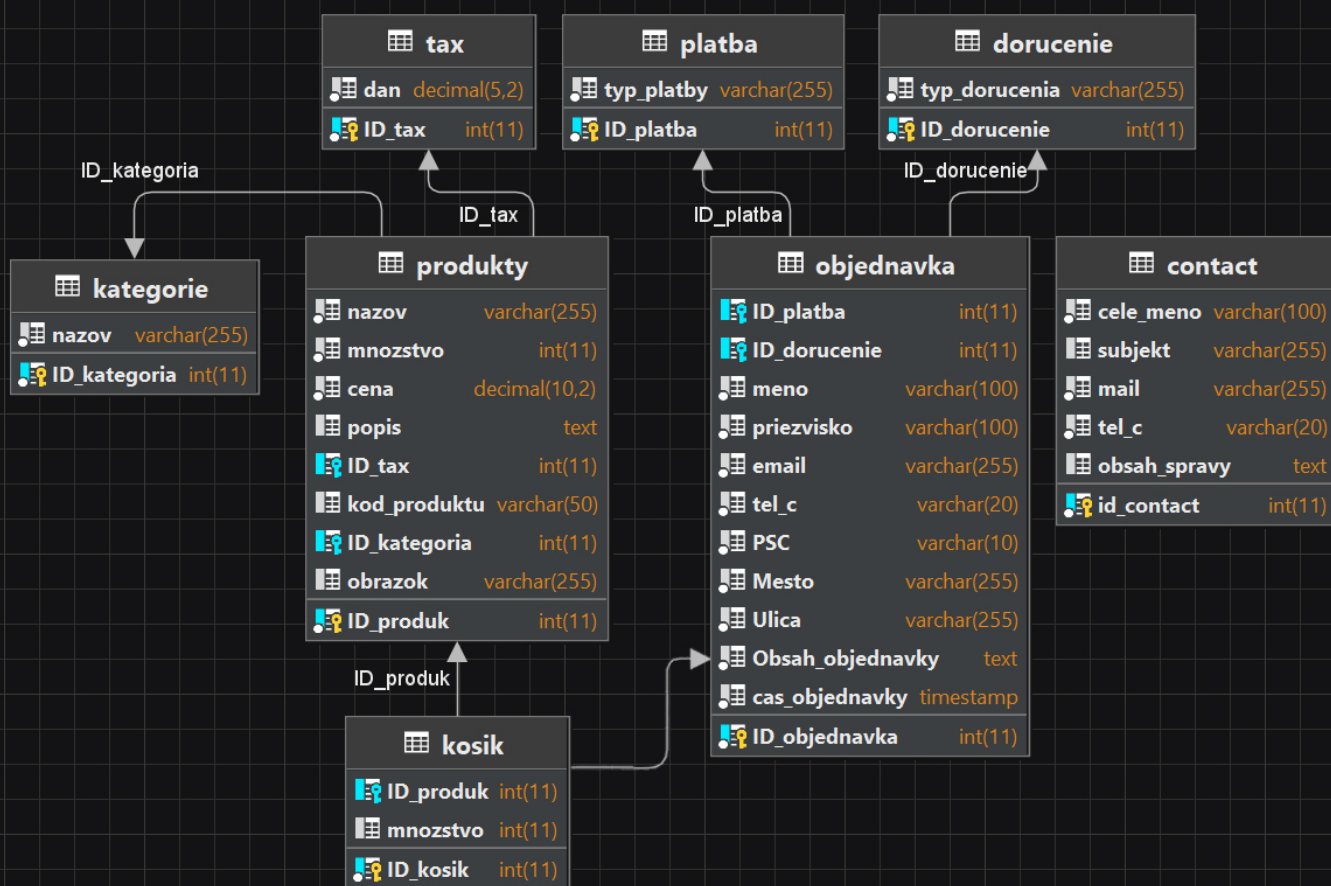 tax
dan decimal(5,2)
ID_tax int(11)
platba
typ_platby varchar(255)
ID_platba int(11)
dorucenie
typ_dorucenia varchar(255)
ID_dorucenie int(11)
ID_kategoria
ID_tax
ID_platba
ID_dorucenie
kategorie
nazov varchar(255)
ID_kategoria int(11)
produkty
nazov varchar(255)
mnozstvo int(11)
cena decimal(10,2)
popis text
ID_tax int(11)
kod_produktu varchar(50)
ID_kategoria int(11)
obrazok varchar(255)
ID_produk int(11)
objednavka
ID_platba int(11)
ID_dorucenie int(11)
meno varchar(100)
priezvisko varchar(100)
email varchar(255)
tel_c varchar(20)
PSC varchar(10)
Mesto varchar(255)
Ulica varchar(255)
Obsah_objednavky text
cas_objednavky timestamp
ID_objednavka int(11)
contact
cele_meno varchar(100)
subjekt varchar(255)
mail varchar(255)
tel_c varchar(20)
obsah_spravy text
id_contact int(11)
ID_produk
kosik
ID_produk int(11)
mnozstvo int(11)
ID_kosik int(11)